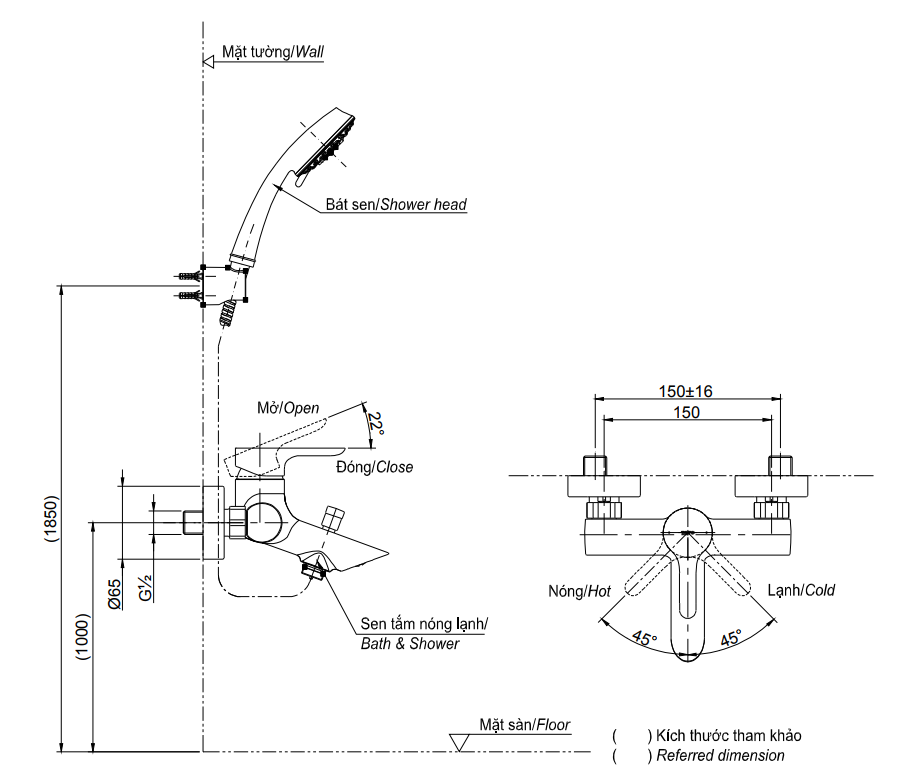 Mặt tường/Wall
Bát sen/Shower head
Mở/Open
22°
Đóng/Close
(1850)
Ø65
G½
(1000)
Sen tắm nóng lạnh/
Bath & Shower
Mặt sàn/Floor
150±16
150
Nóng/Hot
Lạnh/Cold
45°
45°
( ) Kích thước tham khảo
( ) Referred dimension